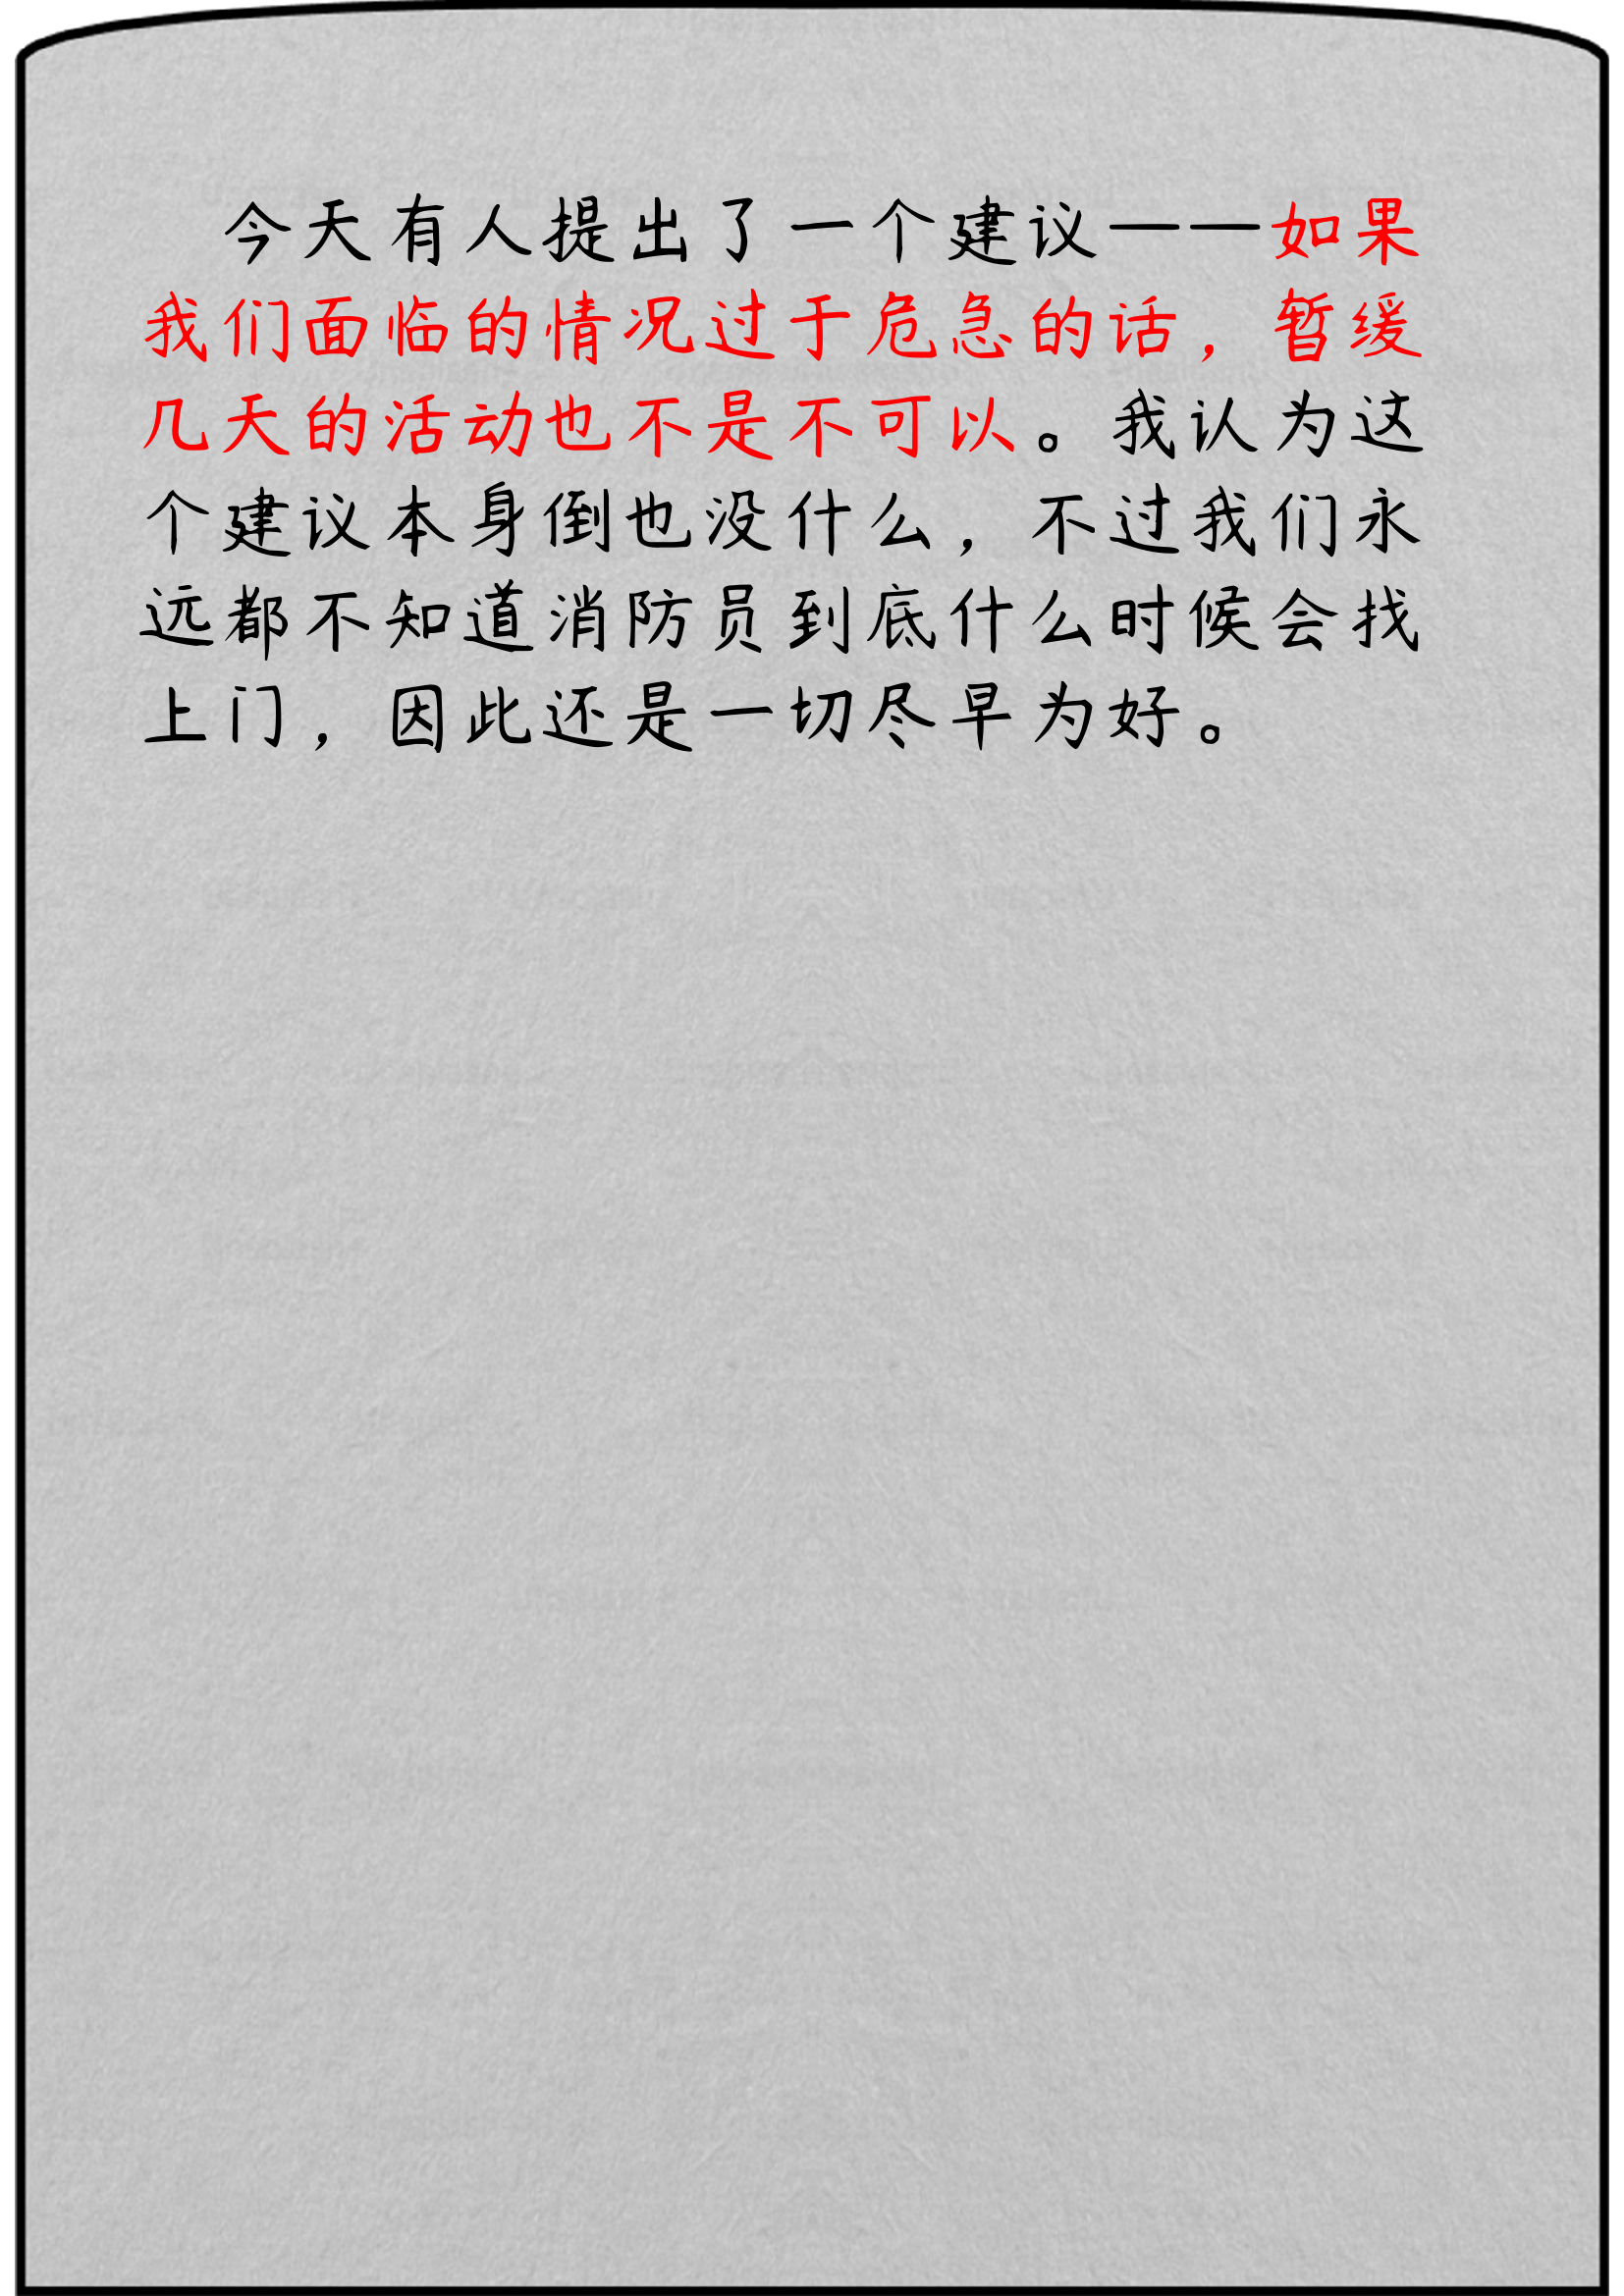 今天有人提出了一个建议——如果
我们面临的情况过于危急的话，暂缓
几天的活动也不是不可以。我认为这
个建议本身倒也没什么，不过我们永
远都不知道消防员到底什么时候会找
上门，因此还是一切尽早为好。